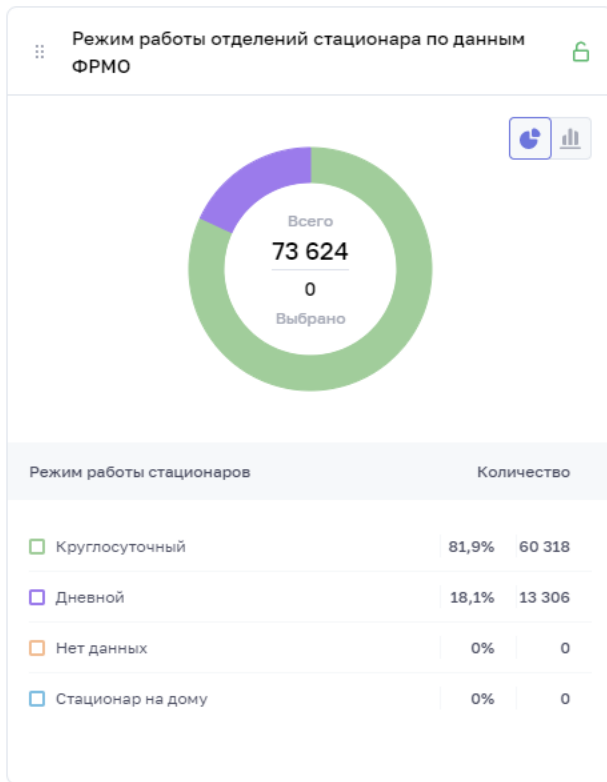 Режим работы отделений стационара по данным
ФРМО
Всего
73 624
0
Выбрано
Режим работы стационаров Количество
Круглосуточный 81,9% 60 318
Дневной 18,1% 13 306
Нет данных 0% 0
Стационар на дому 0% 0